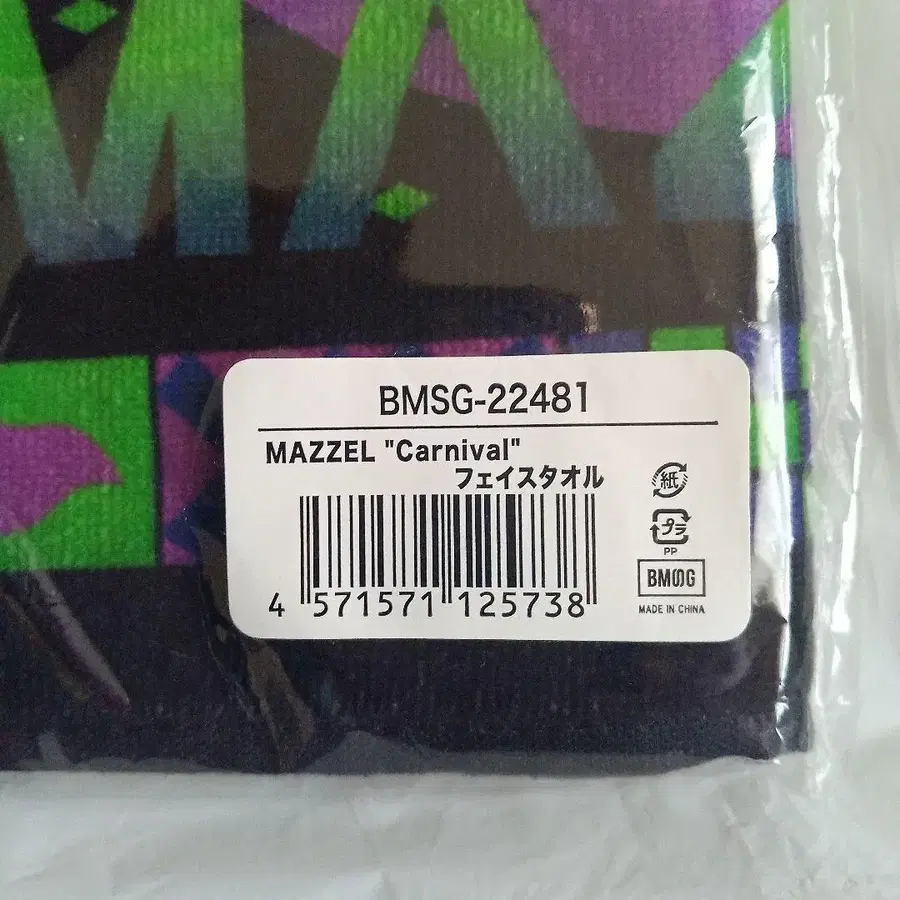 MAZ
BMSG-22481
MAZZEL "Carnival"
フェイスタオル
紙
プラ
PP
BMSG
MADE IN CHINA
4 571571 125738